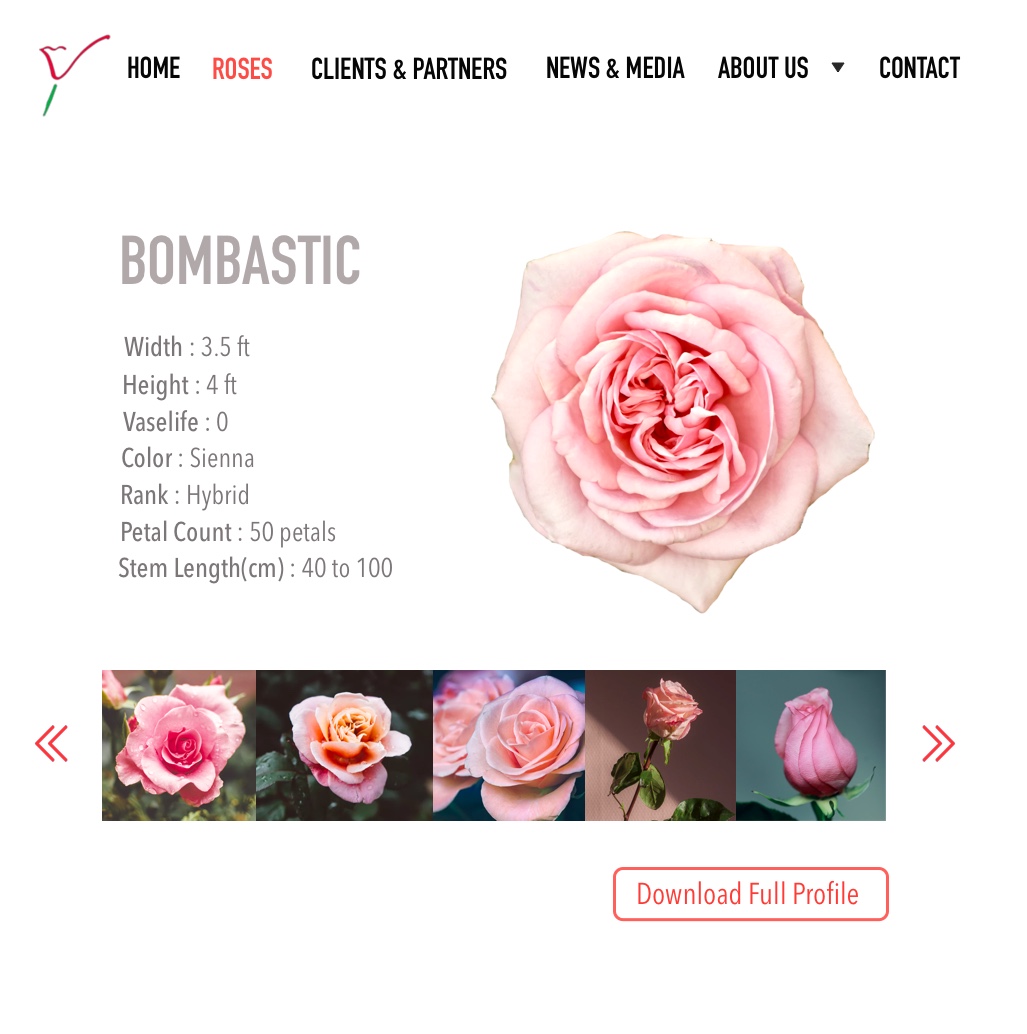 HOME ROSES CLIENTS & PARTNERS NEWS & MEDIA ABOUT US CONTACT
BOMBASTIC
Width : 3.5 ft
Height : 4 ft
Vaselife : 0
Color : Sienna
Rank : Hybrid
Petal Count : 50 petals
Stem Length(cm) : 40 to 100
Download Full Profile